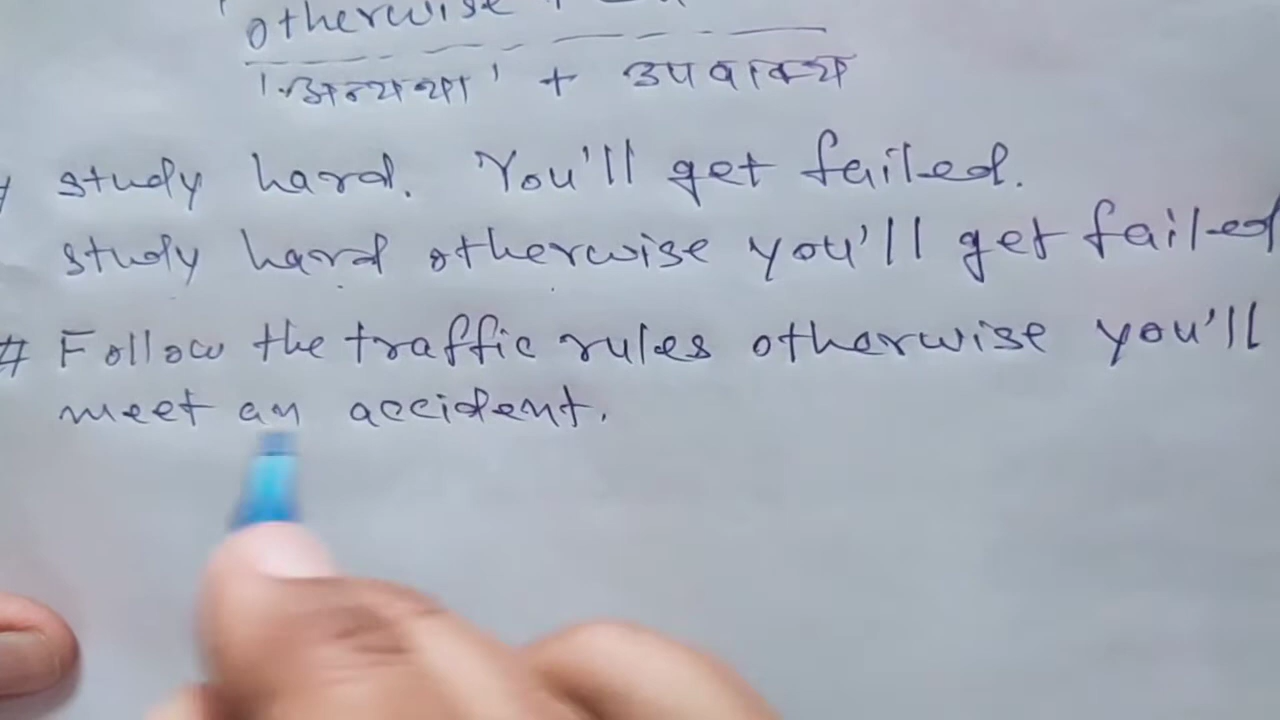 otherwise +
'अन्यथा' + उपवाक्य
study hard. You'll get failed.
study hard otherwise you'll get failed
# Follow the traffic rules otherwise you'll
meet an accident.